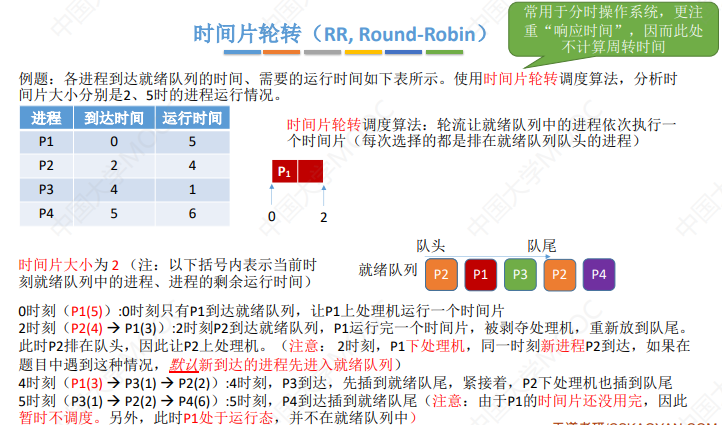 时间片轮转（RR, Round-Robin）
常用于分时操作系统，更注
重“响应时间”，因而此处
不计算周转时间
例题：各进程到达就绪队列的时间、需要的运行时间如下表所示。使用时间片轮转调度算法，分析时
间片大小分别是2、5时的进程运行情况。
进程 到达时间 运行时间
P1 0 5
P2 2 4
P3 4 1
P4 5 6
时间片轮转调度算法：轮流让就绪队列中的进程依次执行一
个时间片（每次选择的都是排在就绪队列队头的进程）
P1
0 2
时间片大小为 2 （注：以下括号内表示当前时
刻就绪队列中的进程、进程的剩余运行时间）
队头 队尾
就绪队列 P2 P1 P3 P2 P4
0时刻（P1(5)）:0时刻只有P1到达就绪队列，让P1上处理机运行一个时间片
2时刻（P2(4) → P1(3)）:2时刻P2到达就绪队列，P1运行完一个时间片，被剥夺处理机，重新放到队尾。
此时P2排在队头，因此让P2上处理机。（注意： 2时刻，P1下处理机，同一时刻新进程P2到达，如果在
题目中遇到这种情况，默认新到达的进程先进入就绪队列）
4时刻（P1(3) → P3(1) → P2(2)）:4时刻，P3到达，先插到就绪队尾，紧接着，P2下处理机也插到队尾
5时刻（P3(1) → P2(2) → P4(6)）:5时刻，P4到达插到就绪队尾（注意：由于P1的时间片还没用完，因此
暂时不调度。另外，此时P1处于运行态，并不在就绪队列中）
中国大学MOOC